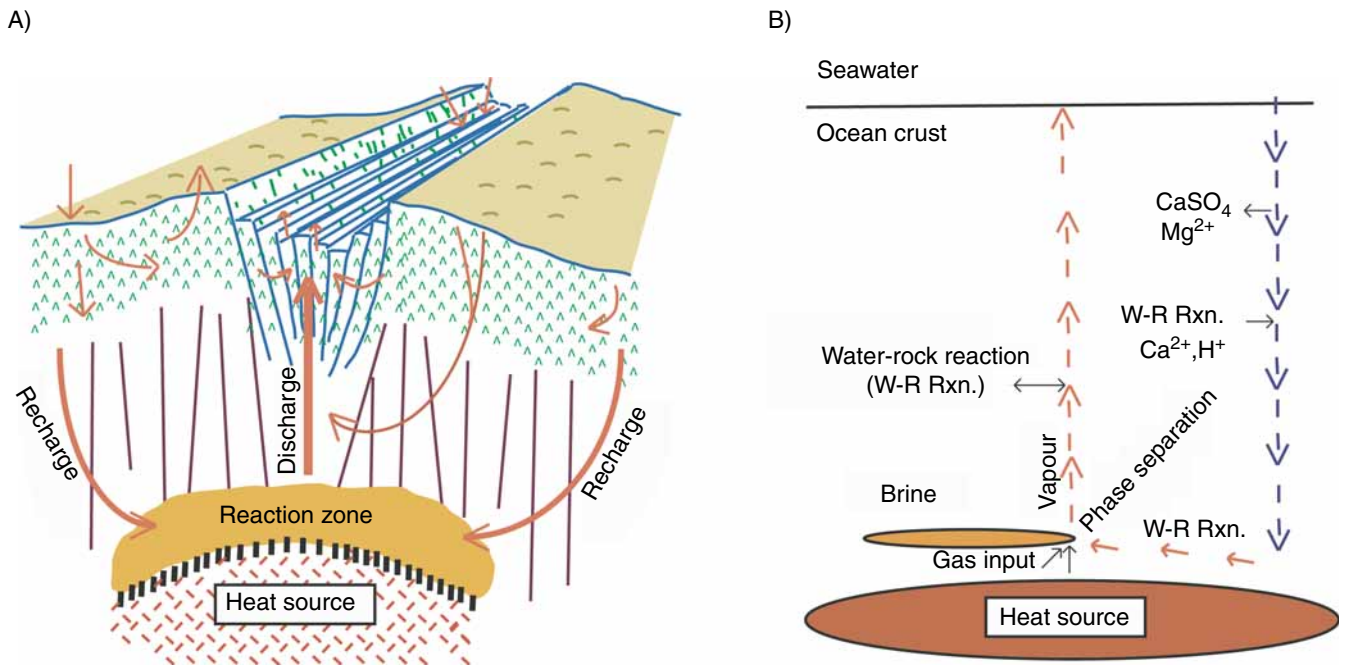 A)
Recharge
Discharge
Recharge
Reaction zone
Heat source
B)
Seawater
Ocean crust
CaSO4
Mg2+
W-R Rxn.
Ca2+,H+
Water-rock reaction
(W-R Rxn.)
Vapour
Phase separation
Brine
W-R Rxn.
Gas input
Heat source